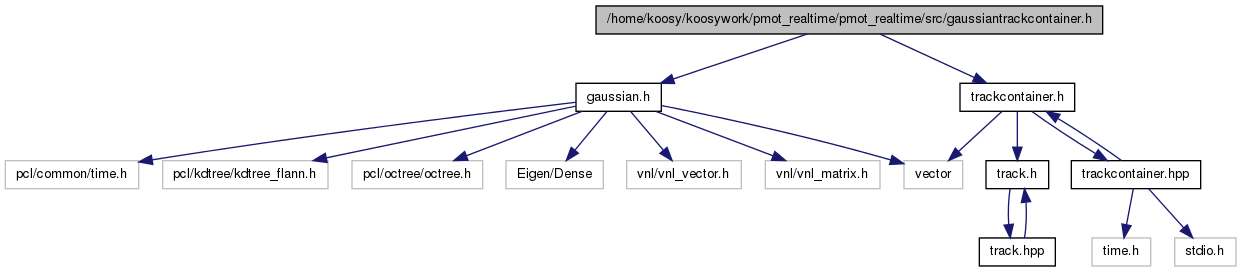 /home/koosy/koosywork/pmot_realtime/pmot_realtime/src/gaussiantrackcontainer.h
gaussian.h
trackcontainer.h
pcl/common/time.h
pcl/kdtree/kdtree_flann.h
pcl/octree/octree.h
Eigen/Dense
vnl/vnl_vector.h
vnl/vnl_matrix.h
vector
track.h
trackcontainer.hpp
track.hpp
time.h
stdio.h